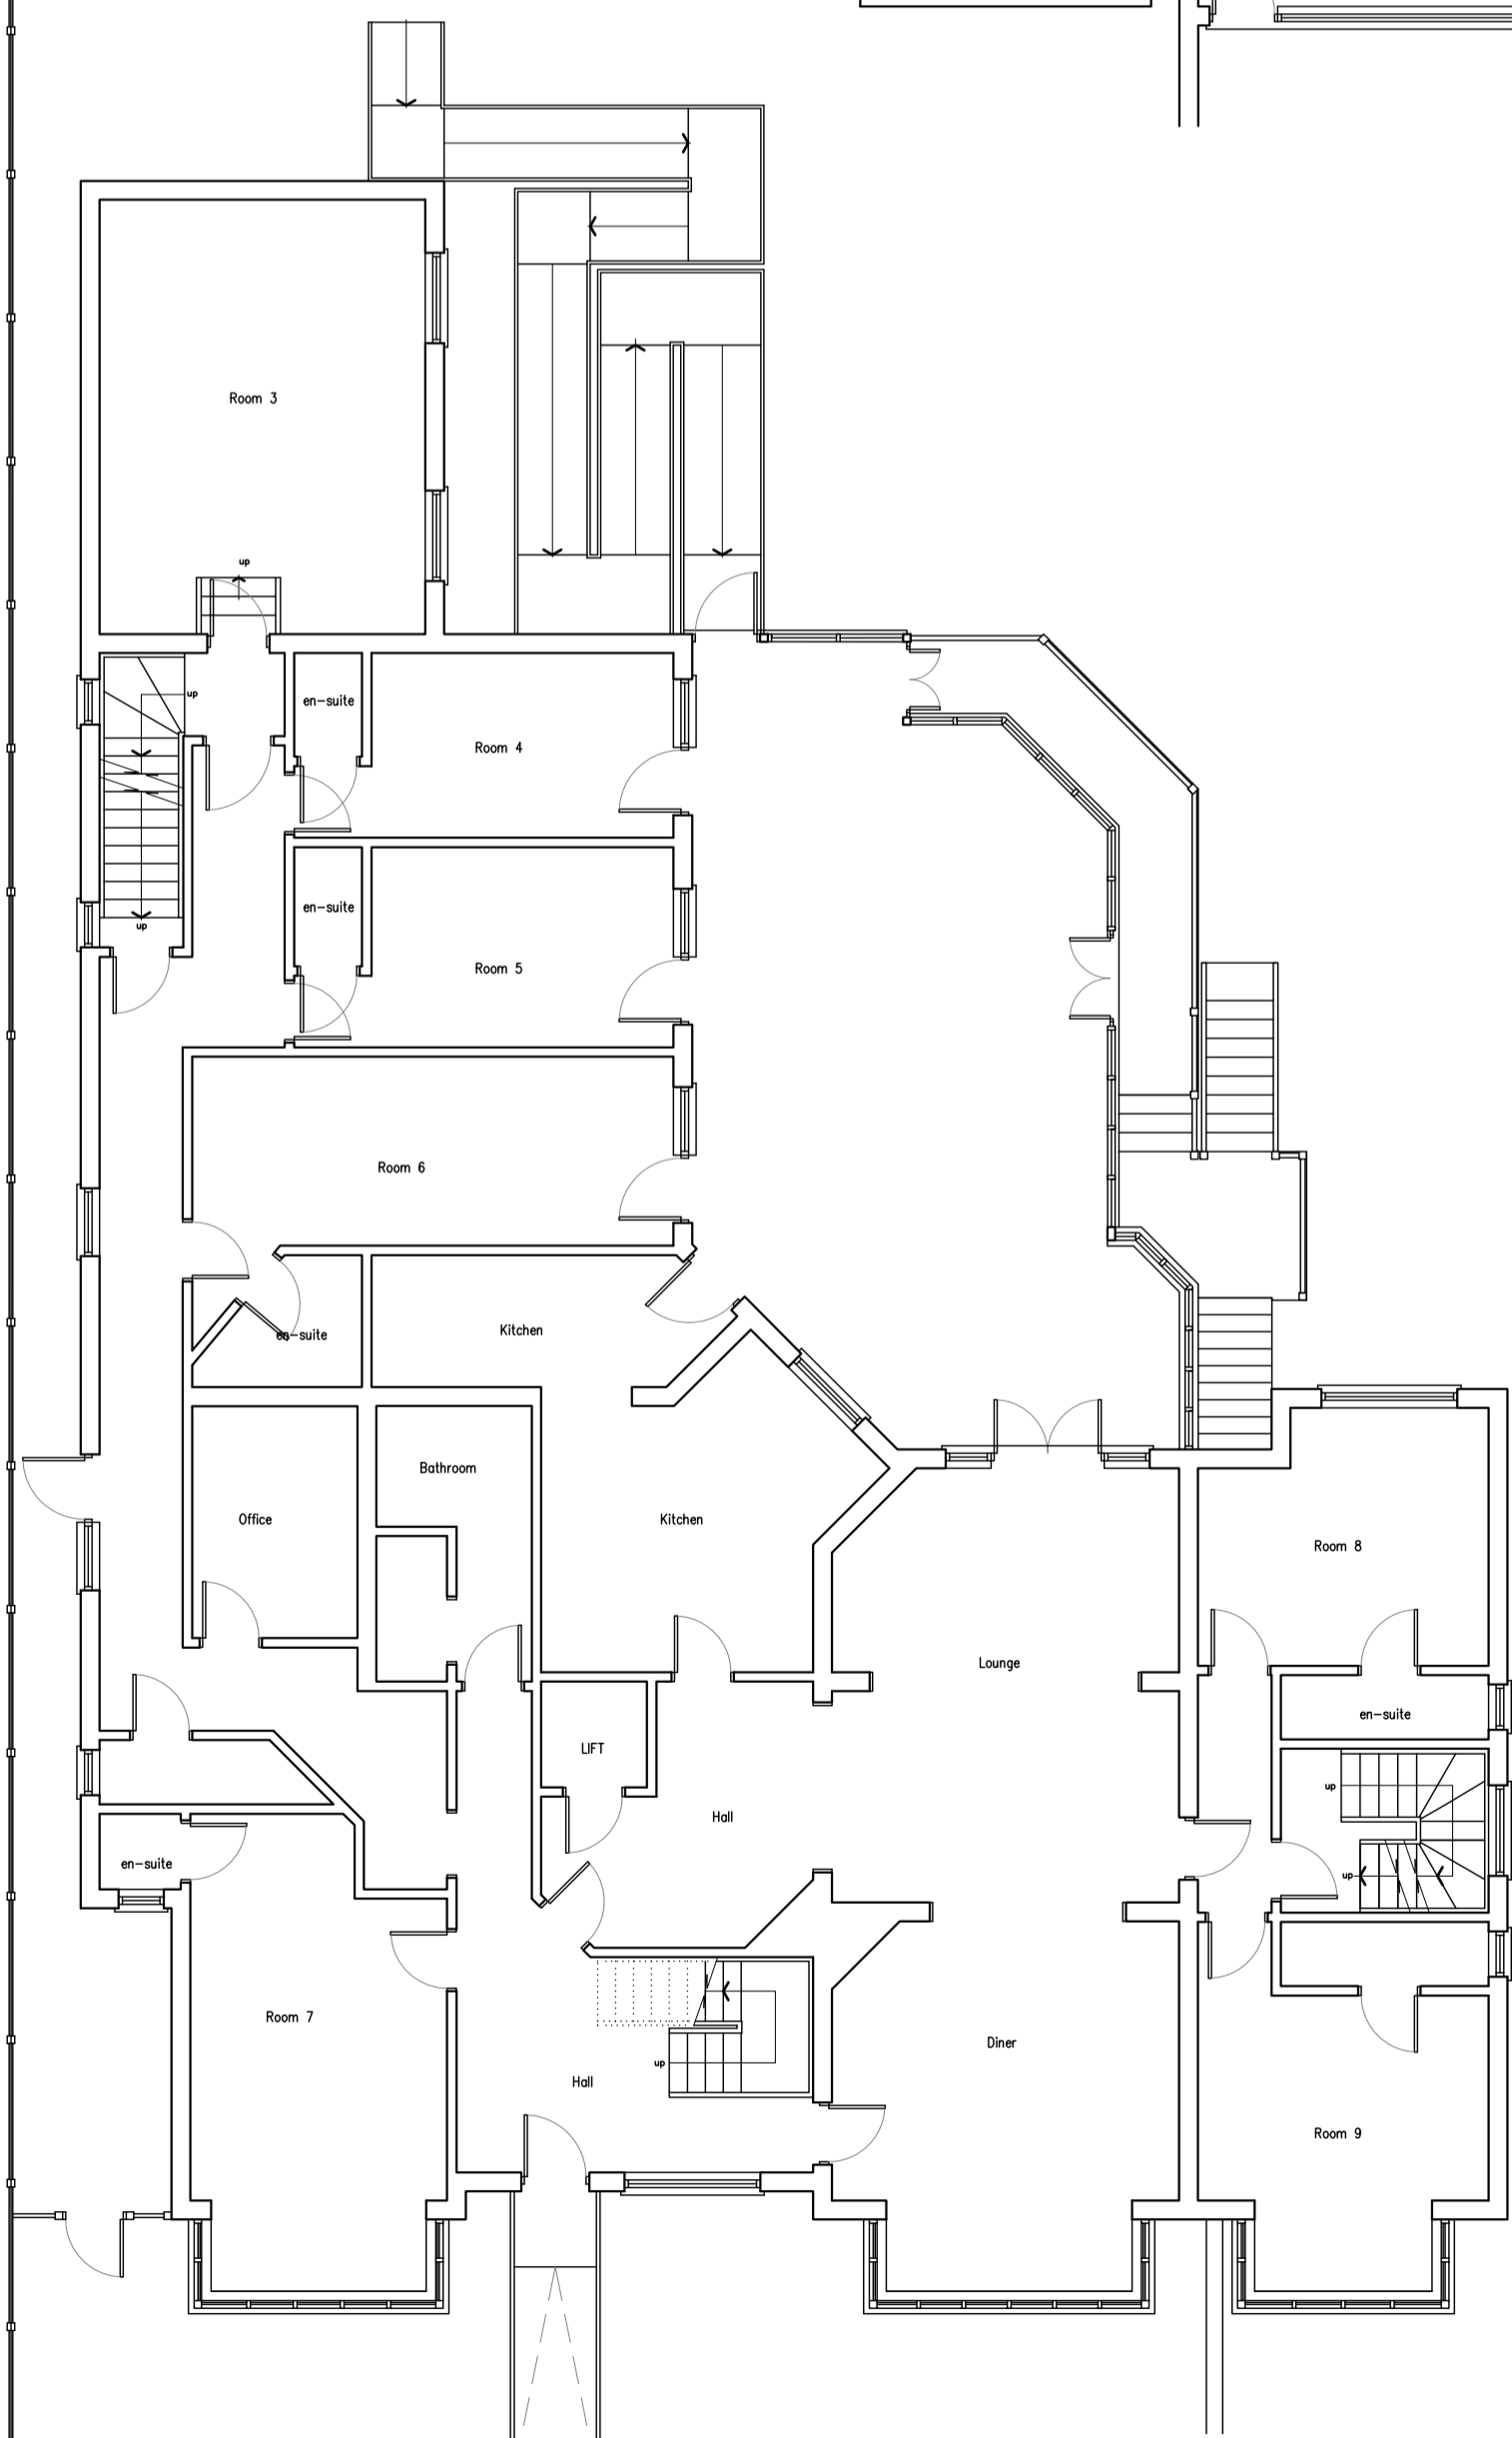 Room 3
up
up
en-suite
Room 4
en-suite
up
Room 5
Room 6
Kitchen
en-suite
Bathroom
Office
Kitchen
Room 8
Lounge
en-suite
LIFT
up
Hall
en-suite
up
Room 7
Diner
up
Hall
Room 9